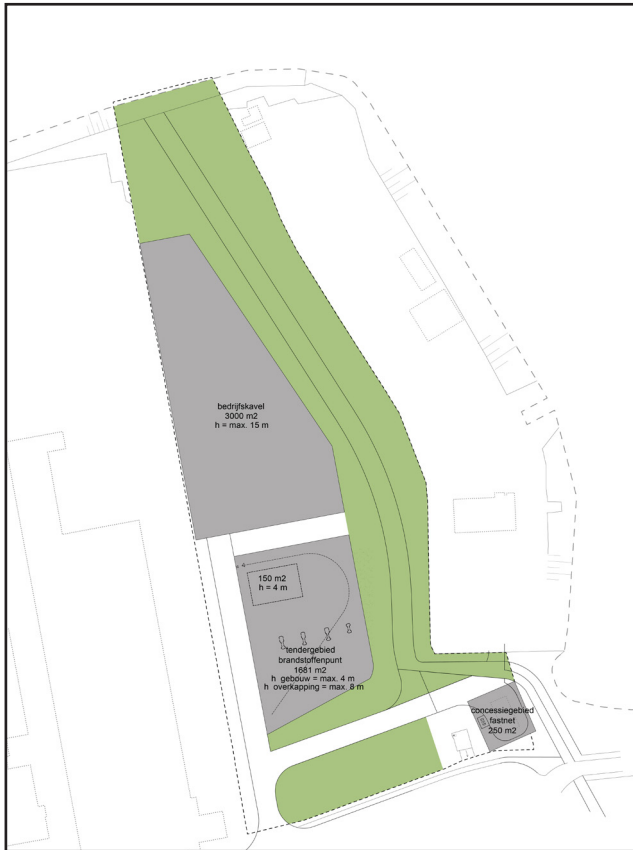 bedrijfskavel
3000 m2
h = max. 15 m
150 m2
h = 4 m
tendergebied
brandstoffenpunt
1681 m2
h gebouw = max. 4 m
h overkapping = max. 8 m
concessiegebied
fastnet
250 m2